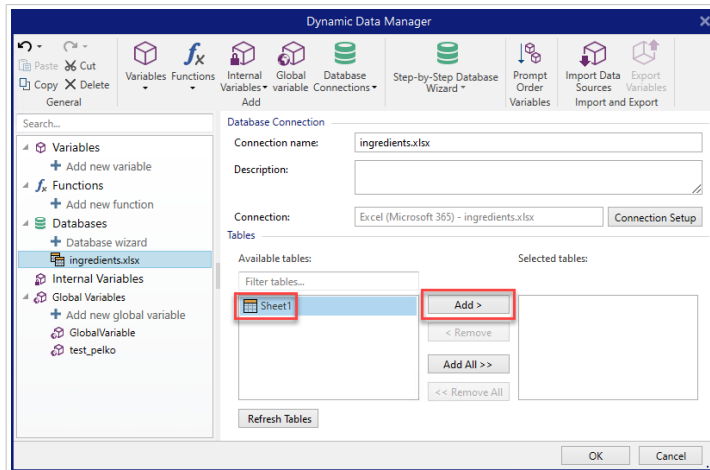 Dynamic Data Manager
Paste Cut
Copy Delete
General
Variables
Functions
Internal Variables
Global variable
Database Connections
Add
Step-by-Step Database Wizard
Prompt Order
Variables
Import Data Sources
Export Variables
Import and Export
Search...
Variables
Add new variable
fx Functions
Add new function
Databases
Database wizard
ingredients.xlsx
Internal Variables
Global Variables
Add new global variable
GlobalVariable
test_pelko
Database Connection
Connection name: ingredients.xlsx
Description:
Connection: Excel (Microsoft 365) - ingredients.xlsx Connection Setup
Tables
Available tables: Selected tables:
Filter tables...
Sheet1
Add >
< Remove
Add All >>
<< Remove All
Refresh Tables
OK Cancel